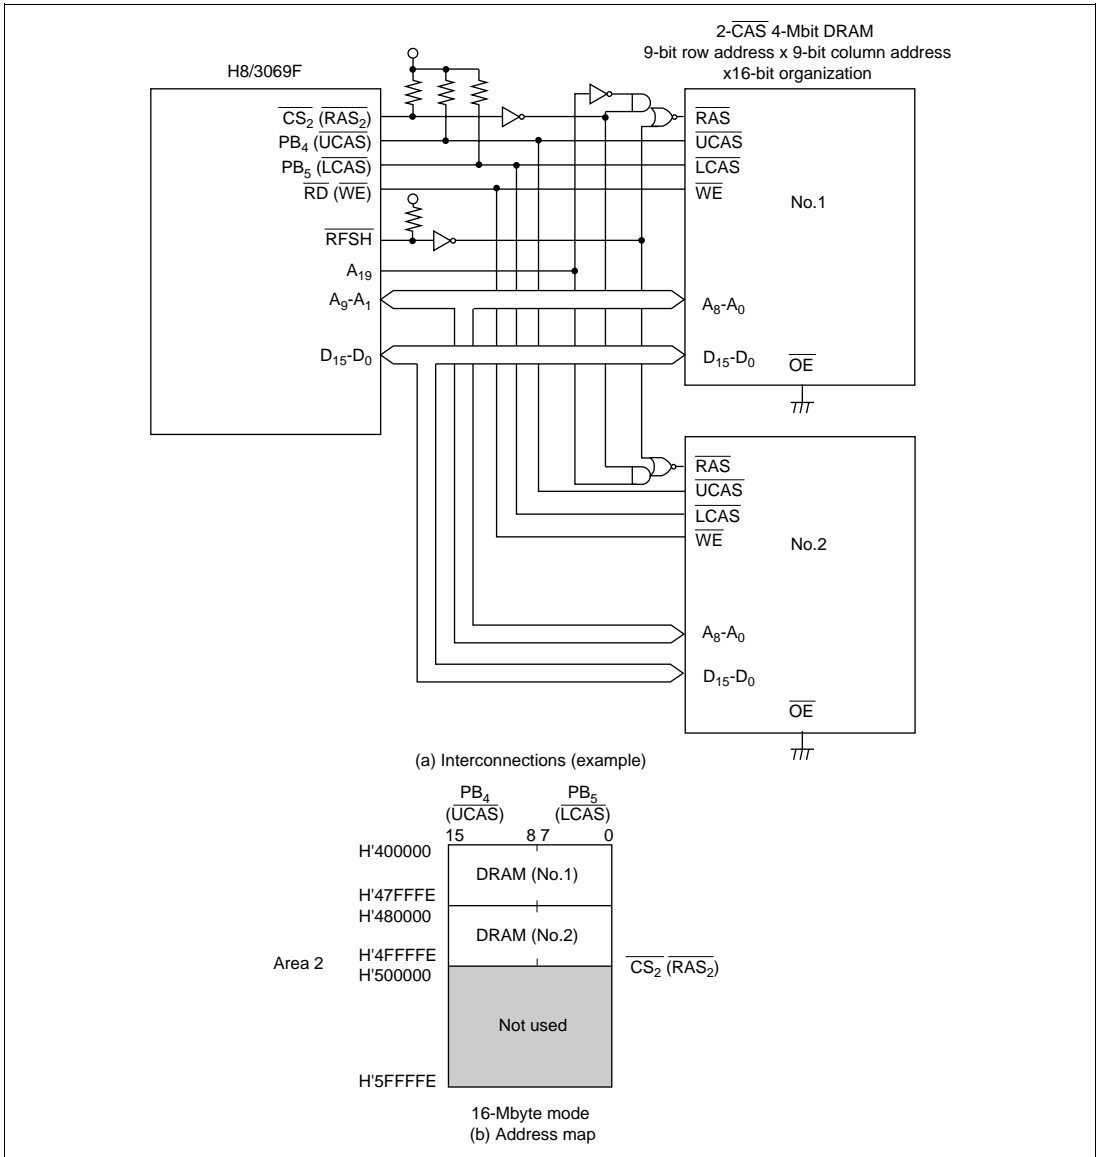 2-CAS 4-Mbit DRAM
9-bit row address x 9-bit column address
x16-bit organization
H8/3069F
CS2 (RAS2)
PB4 (UCAS)
PB5 (LCAS)
RD (WE)
RFSH
A19
A9-A1
D15-D0
RAS
UCAS
LCAS
WE
No.1
A8-A0
D15-D0
OE
RAS
UCAS
LCAS
WE
No.2
A8-A0
D15-D0
OE
(a) Interconnections (example)
PB4 PB5
(UCAS) (LCAS)
15 8 7 0
H'400000
DRAM (No.1)
H'47FFFE
H'480000
DRAM (No.2)
H'4FFFFE
Area 2
CS2 (RAS2)
H'500000
Not used
H'5FFFFE
16-Mbyte mode
(b) Address map